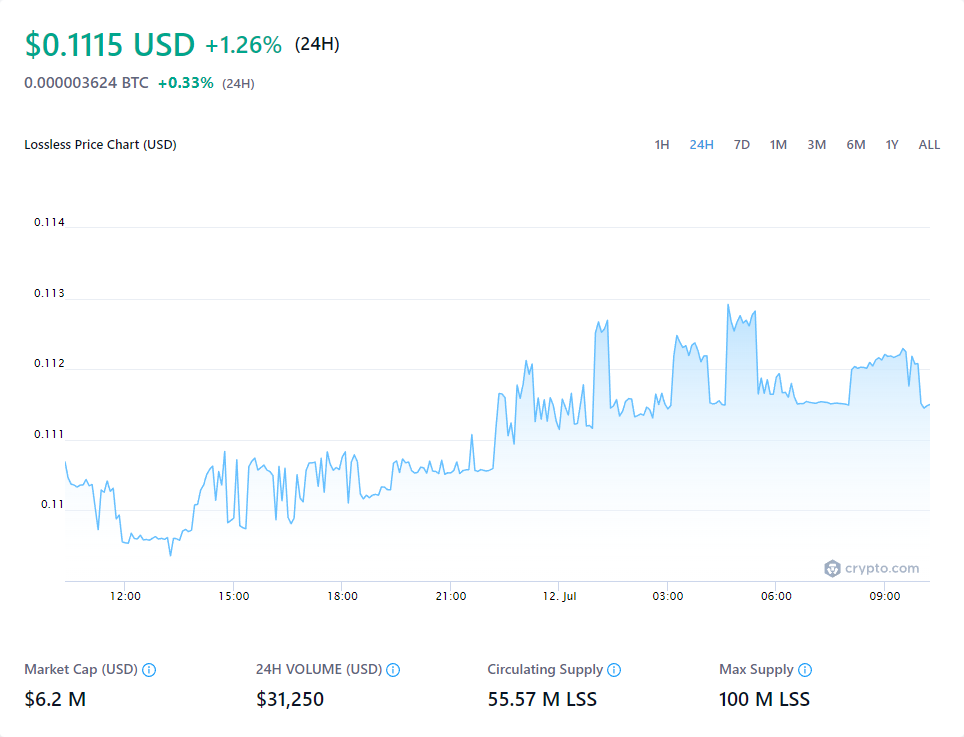 $0.1115 USD +1.26% (24H)
0.000003624 BTC +0.33% (24H)
Lossless Price Chart (USD) 1H 24H 7D 1M 3M 6M 1Y ALL
0.114
0.113
0.112
0.111
0.11
crypto.com
12:00 15:00 18:00 21:00 12. Jul 03:00 06:00 09:00
Market Cap (USD) 24H VOLUME (USD) Circulating Supply Max Supply
$6.2 M $31,250 55.57 M LSS 100 M LSS